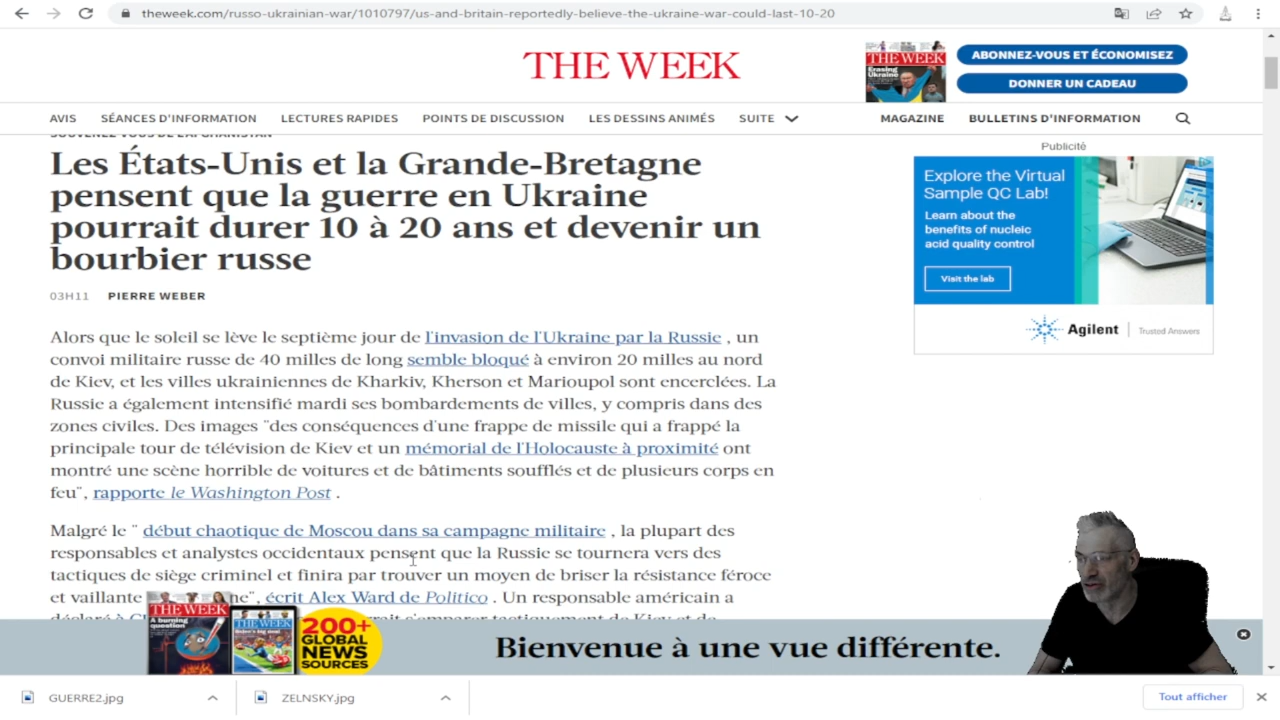 theweek.com/russo-ukrainian-war/1010797/us-and-britain-reportedly-believe-the-ukraine-war-could-last-10-20
THE WEEK
THE WEEK
Erasing
Ukraine
ABONNEZ-VOUS ET ÉCONOMISEZ
DONNER UN CADEAU
AVIS SÉANCES D'INFORMATION LECTURES RAPIDES POINTS DE DISCUSSION LES DESSINS ANIMÉS SUITE MAGAZINE BULLETINS D'INFORMATION
SOUVENEZ-VOUS DE L'AFGHANISTAN
Les États-Unis et la Grande-Bretagne
pensent que la guerre en Ukraine
pourrait durer 10 à 20 ans et devenir un
bourbier russe
03H11 PIERRE WEBER
Alors que le soleil se lève le septième jour de l'invasion de l'Ukraine par la Russie , un
convoi militaire russe de 40 milles de long semble bloqué à environ 20 milles au nord
de Kiev, et les villes ukrainiennes de Kharkiv, Kherson et Marioupol sont encerclées. La
Russie a également intensifié mardi ses bombardements de villes, y compris dans des
zones civiles. Des images "des conséquences d'une frappe de missile qui a frappé la
principale tour de télévision de Kiev et un mémorial de l'Holocauste à proximité ont
montré une scène horrible de voitures et de bâtiments soufflés et de plusieurs corps en
feu", rapporte le Washington Post .
Malgré le " début chaotique de Moscou dans sa campagne militaire , la plupart des
responsables et analystes occidentaux pensent que la Russie se tournera vers des
tactiques de siège criminel et finira par trouver un moyen de briser la résistance féroce
et vaillante ne", écrit Alex Ward de Politico . Un responsable américain a
Publicité
Explore the Virtual
Sample QC Lab!
Learn about the
benefits of nucleic
acid quality control
Visit the lab
Agilent Trusted Answers
THE WEEK
A burning
question
THE WEEK
200+
GLOBAL
NEWS
SOURCES
Bienvenue à une vue différente.
GUERRE2.jpg ZELNSKY.jpg Tout afficher